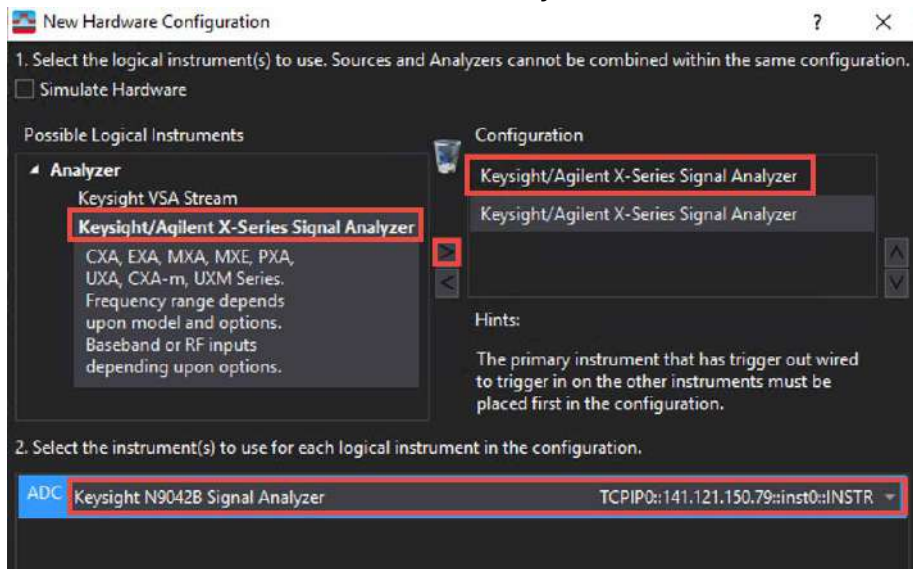 New Hardware Configuration
? ×
1. Select the logical instrument(s) to use. Sources and Analyzers cannot be combined within the same configuration.
Simulate Hardware
Possible Logical Instruments
Analyzer
Keysight VSA Stream
Keysight/Agilent X-Series Signal Analyzer
CXA, EXA, MXA, MXE, PXA,
UXA, CXA-m, UXM Series.
Frequency range depends
upon model and options.
Baseband or RF inputs
depending upon options.
>
<
Configuration
Keysight/Agilent X-Series Signal Analyzer
Keysight/Agilent X-Series Signal Analyzer
Hints:
The primary instrument that has trigger out wired
to trigger in on the other instruments must be
placed first in the configuration.
2. Select the instrument(s) to use for each logical instrument in the configuration.
ADC Keysight N9042B Signal Analyzer TCPIP0::141.121.150.79::inst0::INSTR